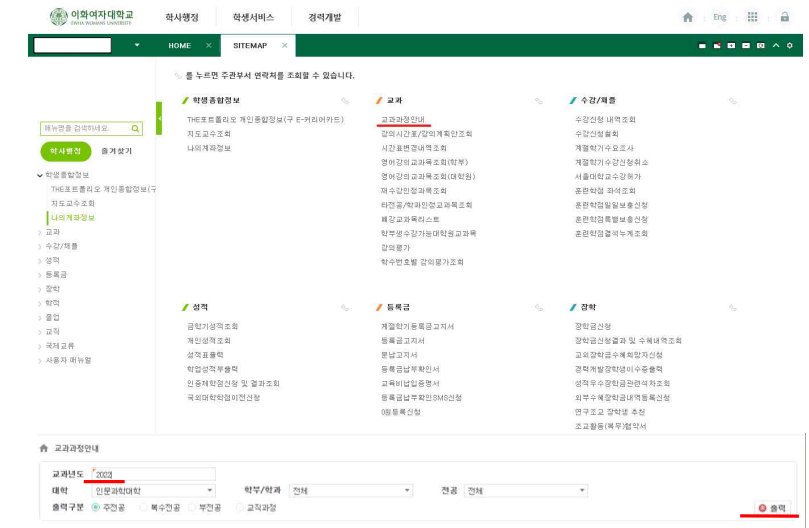 이화여자대학교
EWHA WOMANS UNIVERSITY
학사행정 학생서비스 경력개발
Eng
HOME × SITEMAP ×
를 누르면 주관부서 연락처를 조회할 수 있습니다.
메뉴명을 검색하세요.
학사행정 즐겨찾기
학생종합정보
THE포트폴리오 개인종합정보(구
지도교수조회
나의계좌정보
교과
수강/재플
성적
등록금
장학
학적
졸업
교직
국제교류
사용자 매뉴얼
학생종합정보
THE포트폴리오 개인종합정보(구 E-커리어카드)
지도교수조회
나의계좌정보
교과
교과과정안내
강의시간표/강의계획안조회
시간표변경내역조회
영어강의교과목조회(학부)
영어강의교과목조회(대학원)
재수강인정과목조회
타전공/학과인정교과목조회
폐강교과목리스트
학부생수강가능대학원교과목
강의평가
학수번호별 강의평가조회
수강/재플
수강신청 내역조회
수강신청철회
계절학기수요조사
계절학기수강신청취소
서울대학교수강허가
훈련학점 좌석조회
훈련학점일일보충신청
훈련학점특별보충신청
훈련학점결석누계조회
성적
금학기성적조회
개인성적조회
성적표출력
학업성적부출력
인증제학점신청 및 결과조회
국외대학학점이전신청
등록금
계절학기등록금고지서
등록금고지서
분납고지서
등록금납부확인서
교육비납입증명서
등록금납부확인SMS신청
0원등록신청
장학
장학금신청
장학금신청결과 및 수혜내역조회
교외장학금수혜희망자신청
경력개발장학생이수증출력
성적우수장학금관련석차조회
외부수혜장학금내역등록신청
연구조교 장학생 추천
조교활동(복무)협약서
교과과정안내
교과년도 2022
대학 인문과학대학 학부/학과 전체 전공 전체
출력구분 주전공 복수전공 부전공 교직과정 출력